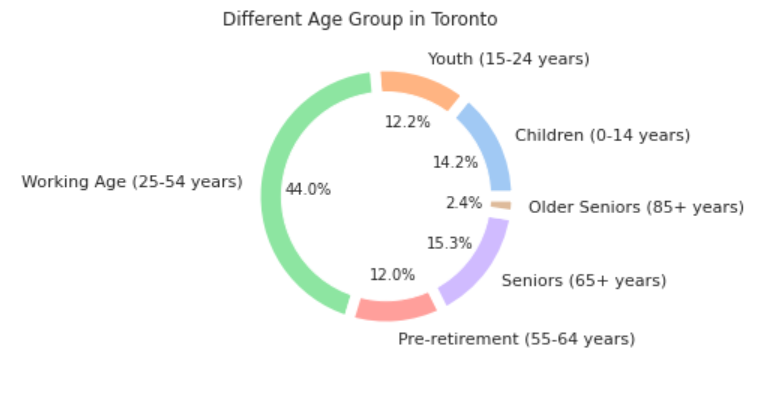 Different Age Group in Toronto
Youth (15-24 years)
12.2%
Children (0-14 years)
14.2%
Working Age (25-54 years)
44.0%
2.4%
Older Seniors (85+ years)
15.3%
Seniors (65+ years)
12.0%
Pre-retirement (55-64 years)